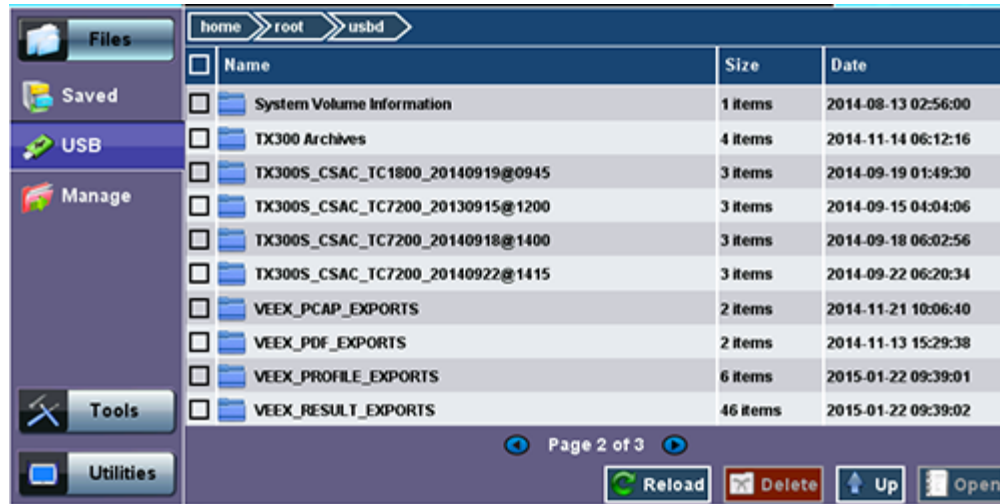 Files
home root usbd
Name Size Date
Saved
System Volume Information 1 items 2014-08-13 02:56:00
TX300 Archives 4 items 2014-11-14 06:12:16
USB
TX300S_CSAC_TC1800_20140919@0945 3 items 2014-09-19 01:49:30
Manage
TX300S_CSAC_TC7200_20130915@1200 3 items 2014-09-15 04:04:06
TX300S_CSAC_TC7200_20140918@1400 3 items 2014-09-18 06:02:56
TX300S_CSAC_TC7200_20140922@1415 3 items 2014-09-22 06:20:34
VEEX_PCAP_EXPORTS 2 items 2014-11-21 10:06:40
VEEX_PDF_EXPORTS 2 items 2014-11-13 15:29:38
VEEX_PROFILE_EXPORTS 6 items 2015-01-22 09:39:01
Tools
VEEX_RESULT_EXPORTS 46 items 2015-01-22 09:39:02
Page 2 of 3
Utilities
Reload Delete Up Open